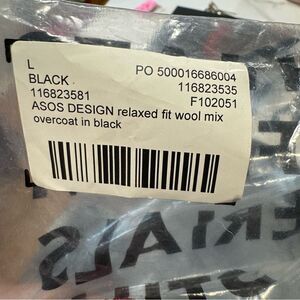 L
PO 500016686004
BLACK
116823535
116823581
F102051
ASOS DESIGN relaxed fit wool mix
overcoat in black